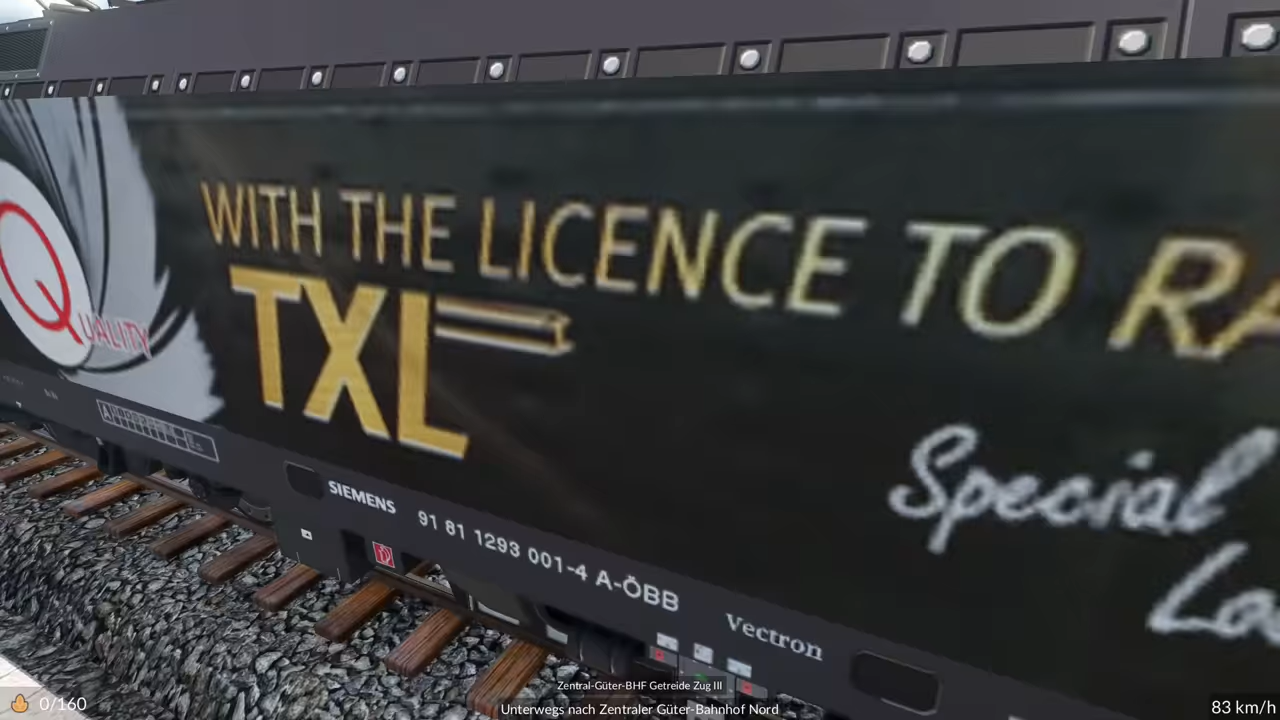 WITH THE LICENCE TO RA
QUALITY
TXL
Special
SIEMENS
91 81 1293 001-4 A-ÖBB
Vectron
Zentral-Güter-BHF Getreide Zug III
0/160
Unterwegs nach Zentraler Güter-Bahnhof Nord
83 km/h